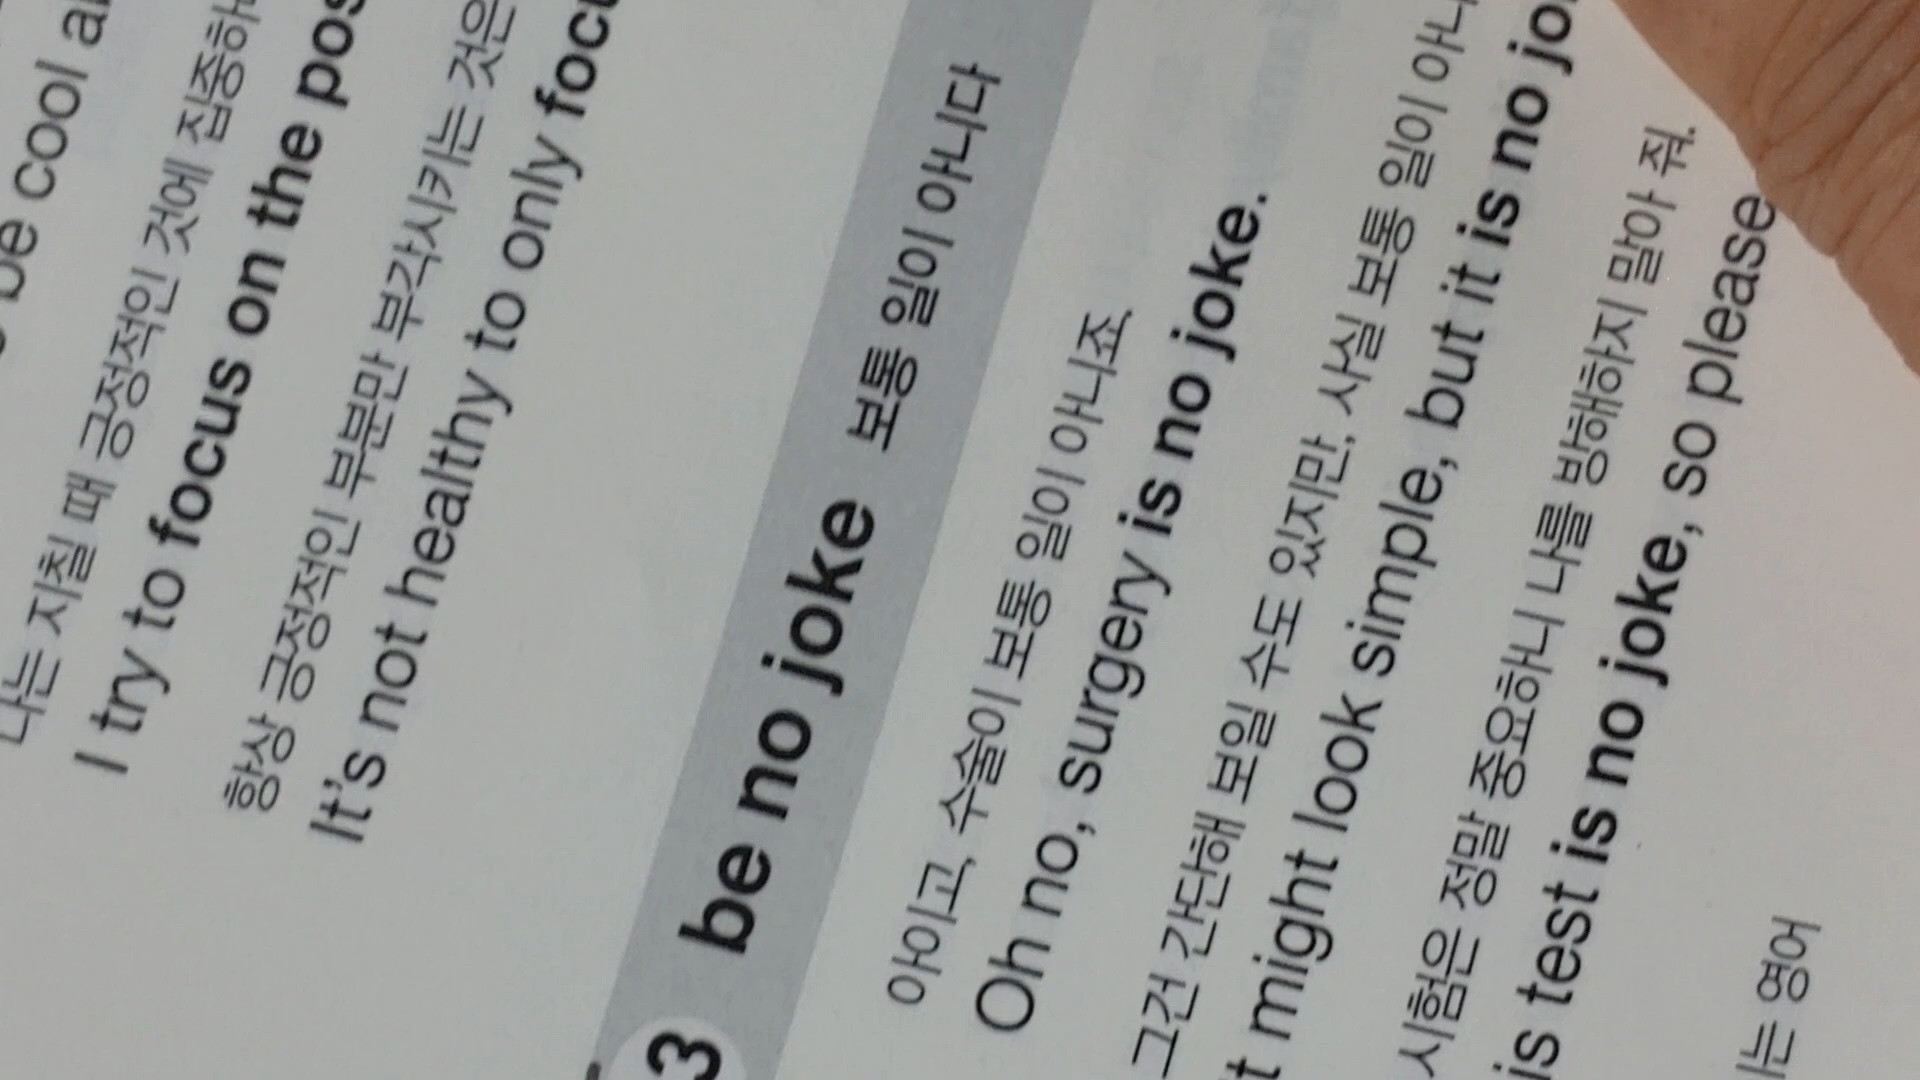 be cool
나는 지칠 때 긍정적인 것에 집중하
I try to focus on the pos
항상 긍정적인 부분만 부각시키는 것은
It's not healthy to only focu
3 be no joke 보통 일이 아니다
아이고, 수술이 보통 일이 아니죠.
Oh no, surgery is no joke.
그건 간단해 보일 수도 있지만, 사실 보통 일이 아니
t might look simple, but it is no jo
시험은 정말 중요하니 나를 방해하지 말아 줘.
is test is no joke, so please
는 영어